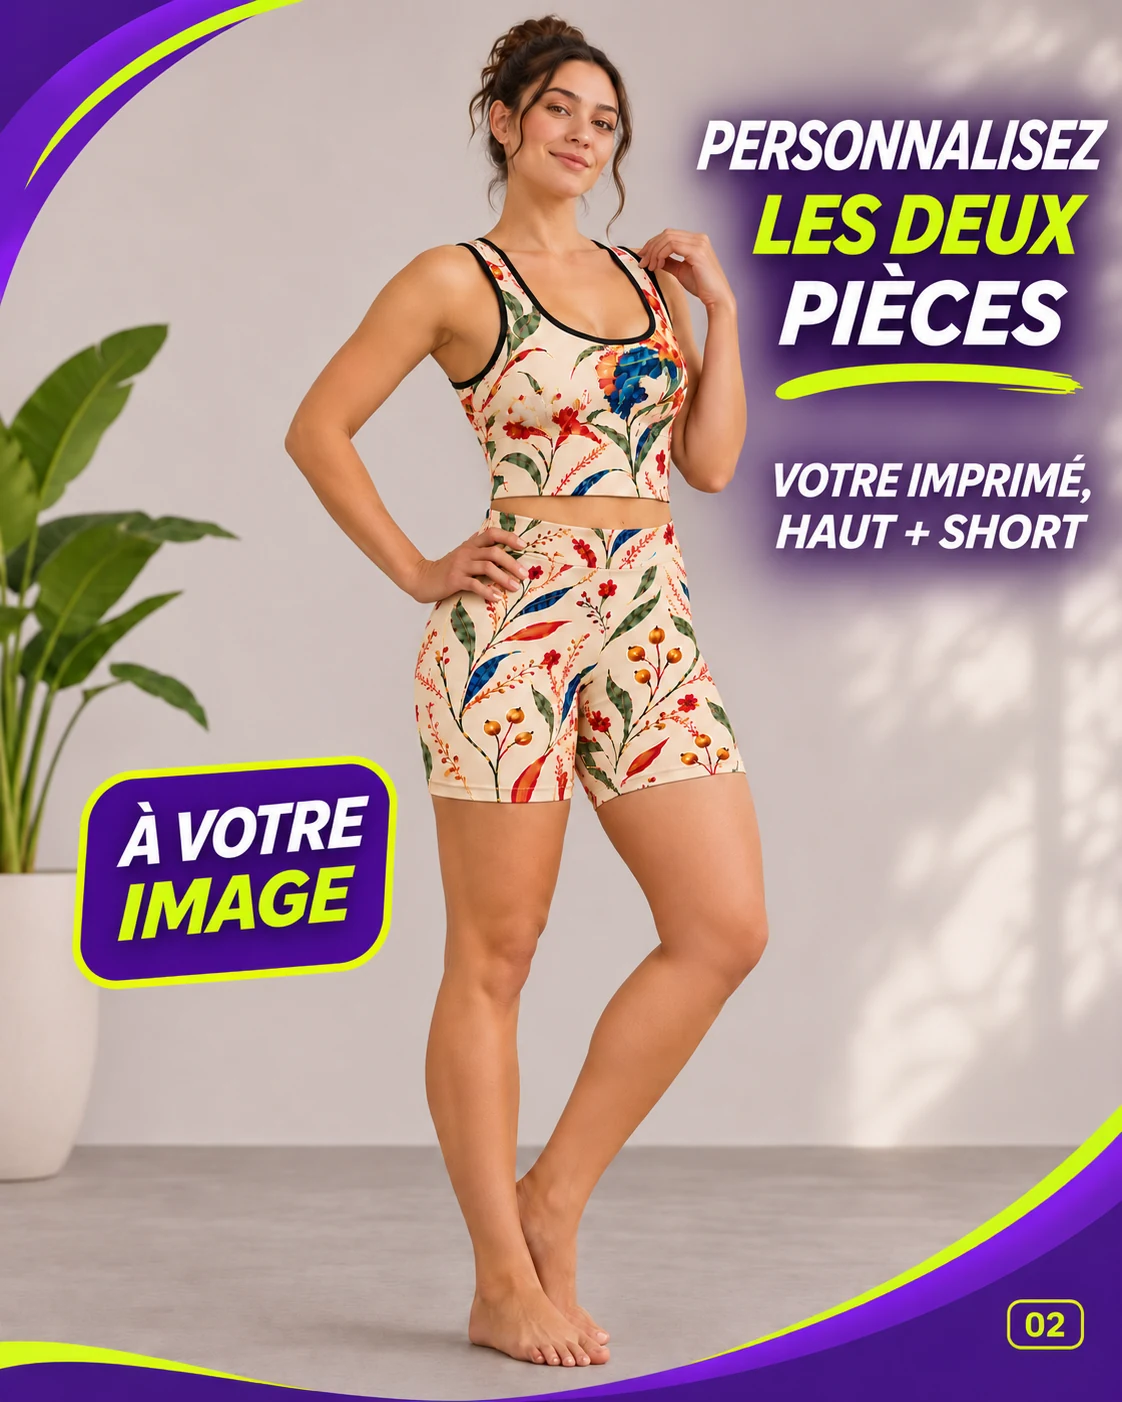 PERSONNALISEZ
LES DEUX
PIÈCES
VOTRE IMPRIMÉ,
HAUT + SHORT
À VOTRE
IMAGE
02